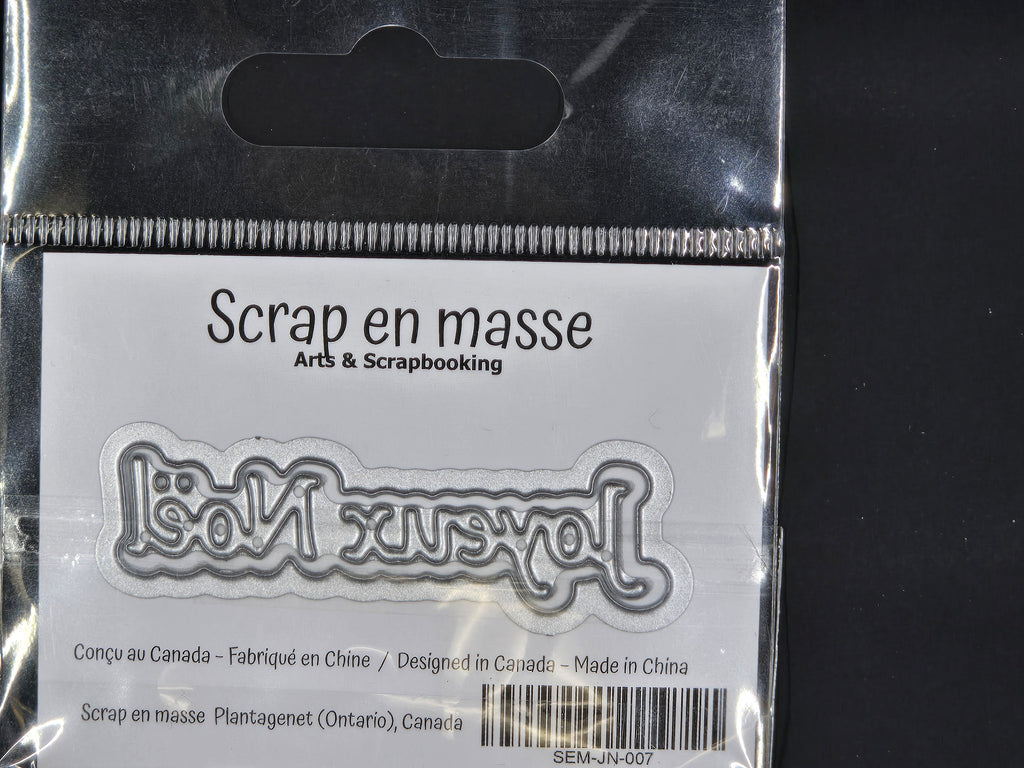 Scrap en masse
Arts & Scrapbooking
Joyeux Noël
Conçu au Canada – Fabriqué en Chine / Designed in Canada – Made in China
Scrap en masse Plantagenet (Ontario), Canada
SEM-JN-007